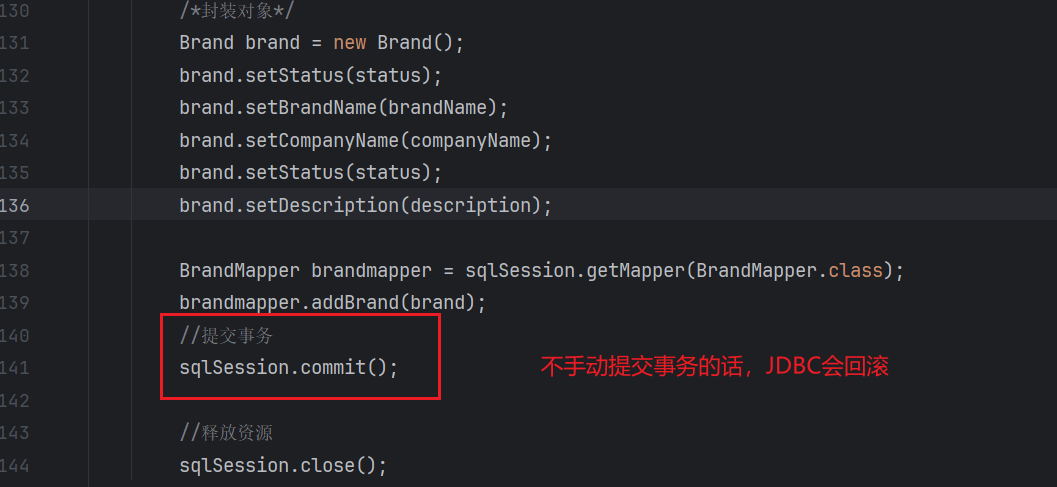 130 /*封装对象*/
131 Brand brand = new Brand();
132 brand.setStatus(status);
133 brand.setBrandName(brandName);
134 brand.setCompanyName(companyName);
135 brand.setStatus(status);
136 brand.setDescription(description);
137
138 BrandMapper brandmapper = sqlSession.getMapper(BrandMapper.class);
139 brandmapper.addBrand(brand);
140 //提交事务
141 sqlSession.commit(); 不手动提交事务的话，JDBC会回滚
142
143 //释放资源
144 sqlSession.close();